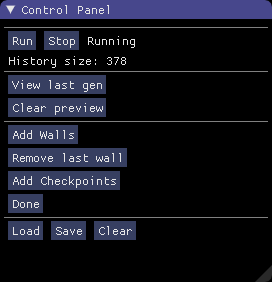 Control Panel
Run Stop Running
History size: 378
View last gen
Clear preview
Add Walls
Remove last wall
Add Checkpoints
Done
Load Save Clear